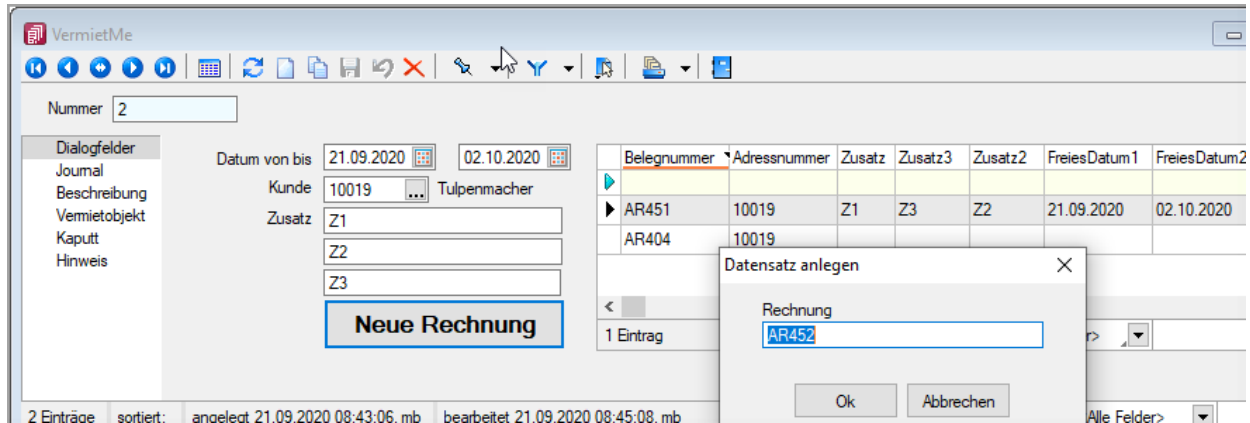 VermietMe
Nummer 2
Dialogfelder
Journal
Beschreibung
Vermietobjekt
Kaputt
Hinweis
Datum von bis 21.09.2020 02.10.2020
Kunde 10019 ... Tulpenmacher
Zusatz Z1
Z2
Z3
Neue Rechnung
Belegnummer Adressnummer Zusatz Zusatz3 Zusatz2 FreiesDatum1 FreiesDatum2
AR451 10019 Z1 Z3 Z2 21.09.2020 02.10.2020
AR404 10019
1 Eintrag
Datensatz anlegen
Rechnung
AR452
Ok Abbrechen
2 Einträge sortiert: angelegt 21.09.2020 08:43:06, mb bearbeitet 21.09.2020 08:45:08, mb Alle Felder>